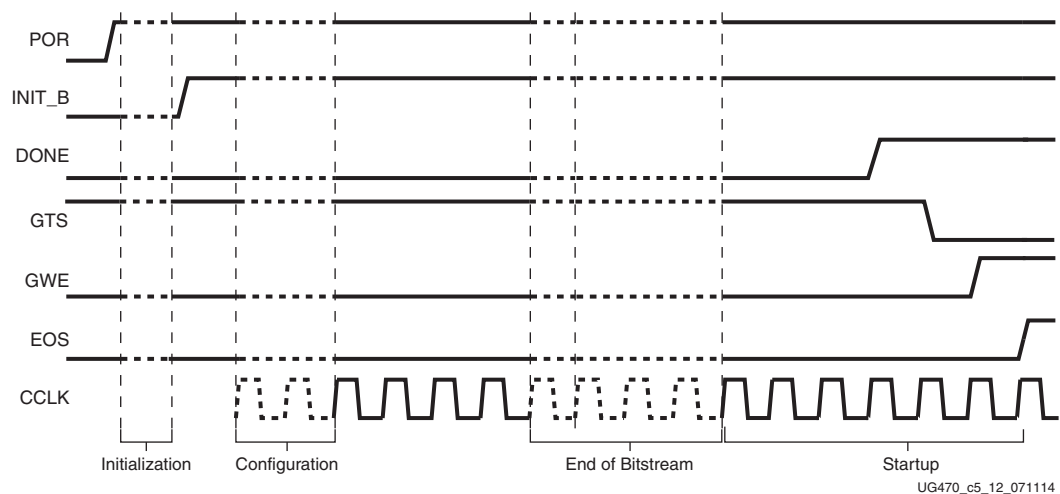 POR
INIT_B
DONE
GTS
GWE
EOS
CCLK
Initialization
Configuration
End of Bitstream
Startup
UG470_c5_12_071114